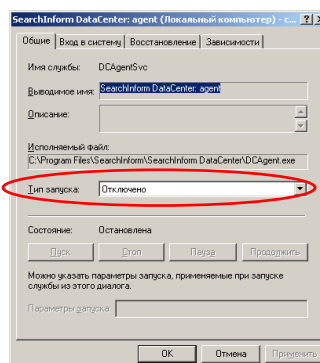 SearchInform DataCenter: agent (Локальный компьютер) - с...
Общие Вход в систему Восстановление Зависимости
Имя службы: DCAgentSvc
Выводимое имя: SearchInform DataCenter: agent
Описание:
Исполняемый файл:
C:\Program Files\SearchInform\SearchInform DataCenter\DCAgent.exe
Тип запуска: Отключено
Состояние: Остановлена
Пуск Стоп Пауза Продолжить
Можно указать параметры запуска, применяемые при запуске
службы из этого диалога.
Параметры запуска:
ОК Отмена Применить